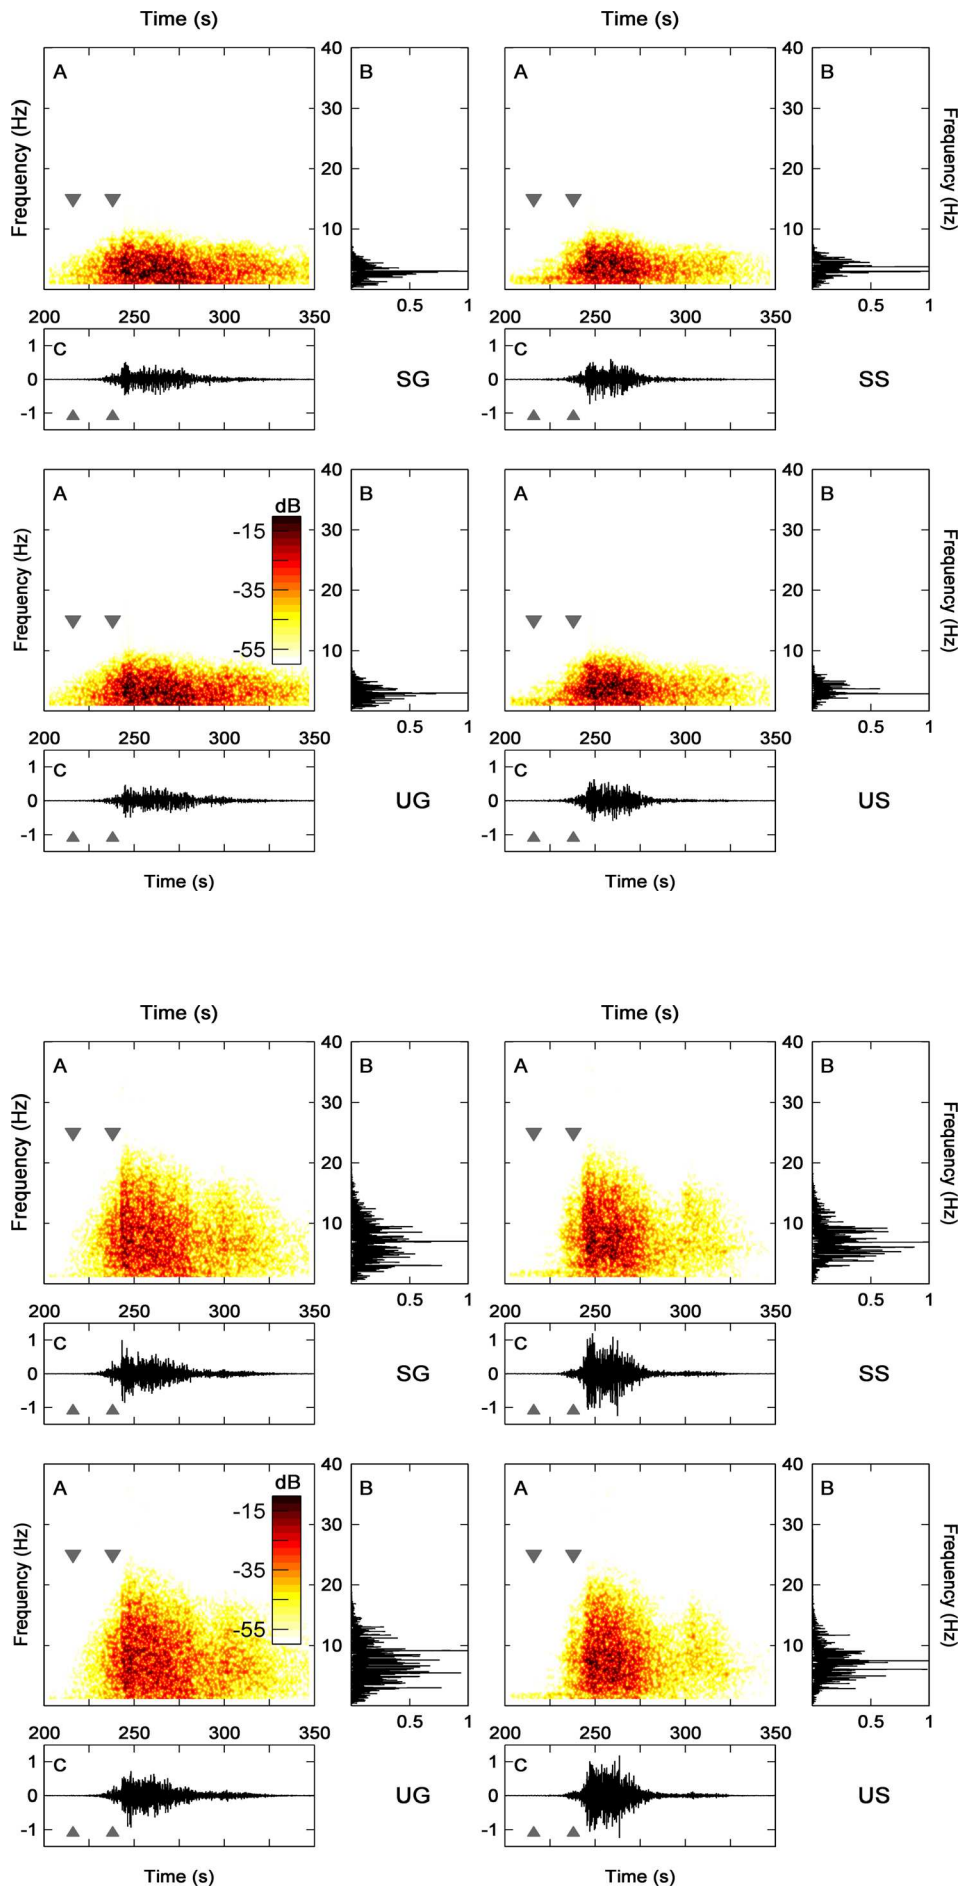 Time (s) Time (s)
A B A B
40 40
30 30
20 20
10 10
Frequency (Hz) Frequency (Hz)
0.5 1 0.5 1
200 250 300 350 200 250 300 350
C C
1 1
0 0
-1 -1
SG SS
A B A B
40 40
30 30
20 20
10 10
dB
-15
-35
-55
Frequency (Hz) Frequency (Hz)
0.5 1 0.5 1
200 250 300 350 200 250 300 350
C C
1 1
0 0
-1 -1
UG US
Time (s) Time (s)
Time (s) Time (s)
A B A B
40 40
30 30
20 20
10 10
Frequency (Hz) Frequency (Hz)
0.5 1 0.5 1
200 250 300 350 200 250 300 350
C C
1 1
0 0
-1 -1
SG SS
A B A B
40 40
30 30
20 20
10 10
dB
-15
-35
-55
Frequency (Hz) Frequency (Hz)
0.5 1 0.5 1
200 250 300 350 200 250 300 350
C C
1 1
0 0
-1 -1
UG US
Time (s) Time (s)